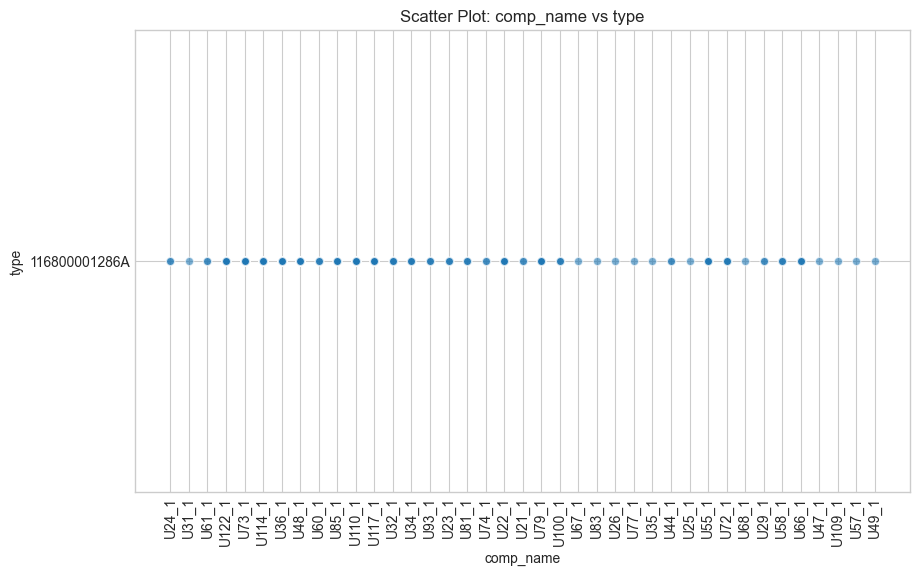 Scatter Plot: comp_name vs type
type
116800001286A
U24_1
U31_1
U61_1
U122_1
U73_1
U114_1
U36_1
U48_1
U60_1
U85_1
U110_1
U117_1
U32_1
U34_1
U93_1
U23_1
U81_1
U74_1
U22_1
U21_1
U79_1
U100_1
U67_1
U83_1
U26_1
U77_1
U35_1
U44_1
U25_1
U55_1
U72_1
U68_1
U29_1
U58_1
U66_1
U47_1
U109_1
U57_1
U49_1
comp_name